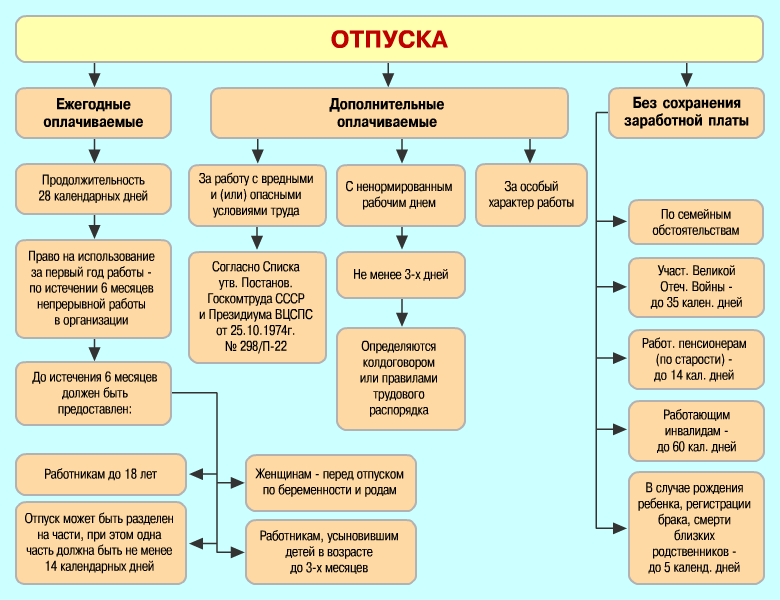 ОТПУСКА
Ежегодные
оплачиваемые
Продолжительность
28 календарных дней
Право на использование
за первый год работы -
по истечении 6 месяцев
непрерывной работы
в организации
До истечения 6 месяцев
должен быть
предоставлен:
Работникам до 18 лет
Женщинам - перед отпуском
по беременности и родам
Отпуск может быть разделен
на части, при этом одна
часть должна быть не менее
14 календарных дней
Работникам, усыновившим
детей в возрасте
до 3-х месяцев
Дополнительные
оплачиваемые
За работу с вредными
и (или) опасными
условиями труда
Согласно Списка
утв. Постанов.
Госкомтруда СССР
и Президиума ВЦСПС
от 25.10.1974г.
№ 298/П-22
С ненормированным
рабочим днем
Не менее 3-х дней
Определяются
колдоговором
или правилами
трудового
распорядка
За особый
характер работы
Без сохранения
заработной платы
По семейным
обстоятельствам
Участ. Великой
Отеч. Войны -
до 35 кален. дней
Работ. пенсионерам
(по старости) -
до 14 кал. дней
Работающим
инвалидам -
до 60 кал. дней
В случае рождения
ребенка, регистрации
брака, смерти
близких
родственников -
до 5 календ. дней